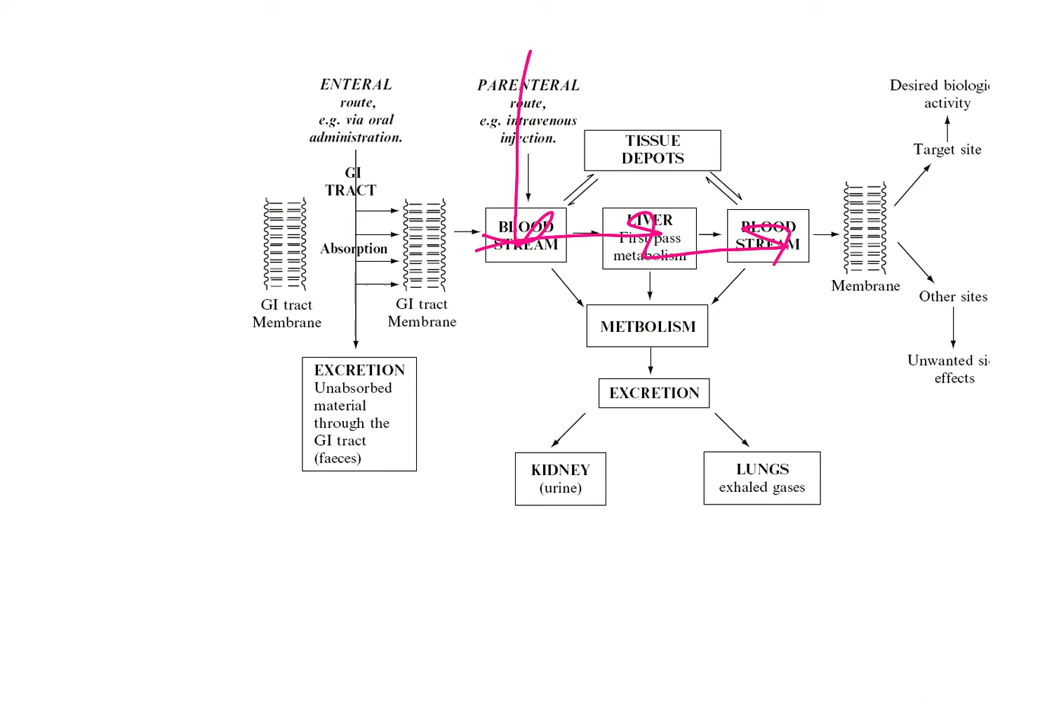 ENTERAL
route,
e.g. via oral
administration.
PARENTERAL
route,
e.g. intravenous
injection.
Desired biologi
activity
TISSUE
DEPOTS
Target site
GI
TRACT
BLOOD
STREAM
LIVER
First pass
metabolism
BLOOD
STREAM
Absorption
GI tract
Membrane
GI tract
Membrane
Membrane
Other sites
METBOLISM
Unwanted si
effects
EXCRETION
Unabsorbed
material
through the
GI tract
(faeces)
EXCRETION
KIDNEY
(urine)
LUNGS
exhaled gases